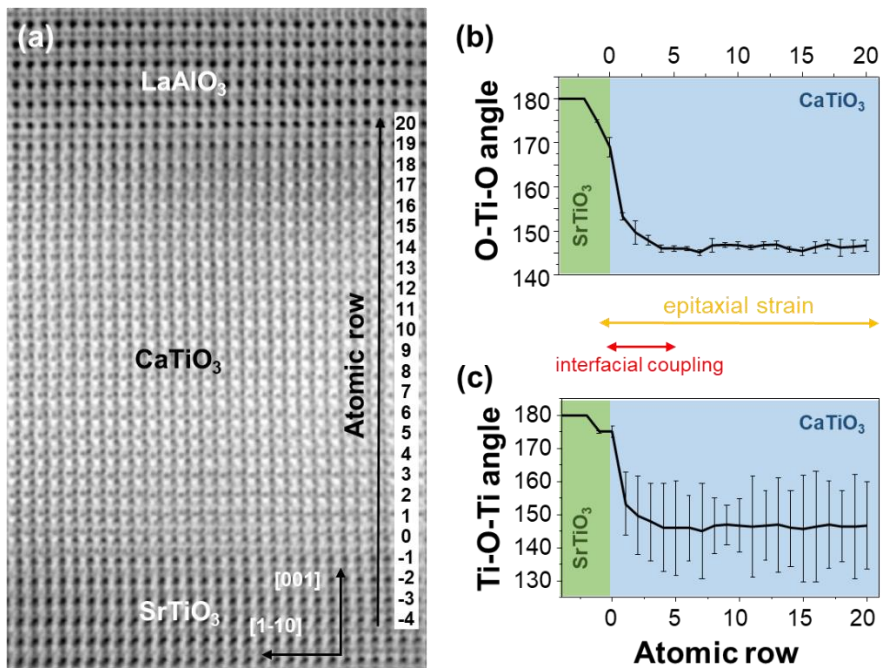 (a)
LaAlO₃
20
19
18
17
16
15
14
13
12
11
10
9
8
7
6
5
4
3
2
1
0
-1
-2
-3
-4
Atomic row
CaTiO₃
SrTiO₃
[001]
[1-10]
(b)
0 5 10 15 20
CaTiO₃
SrTiO₃
O-Ti-O angle
180
170
160
150
140
epitaxial strain
interfacial coupling
(c)
CaTiO₃
SrTiO₃
Ti-O-Ti angle
180
170
160
150
140
130
0 5 10 15 20
Atomic row